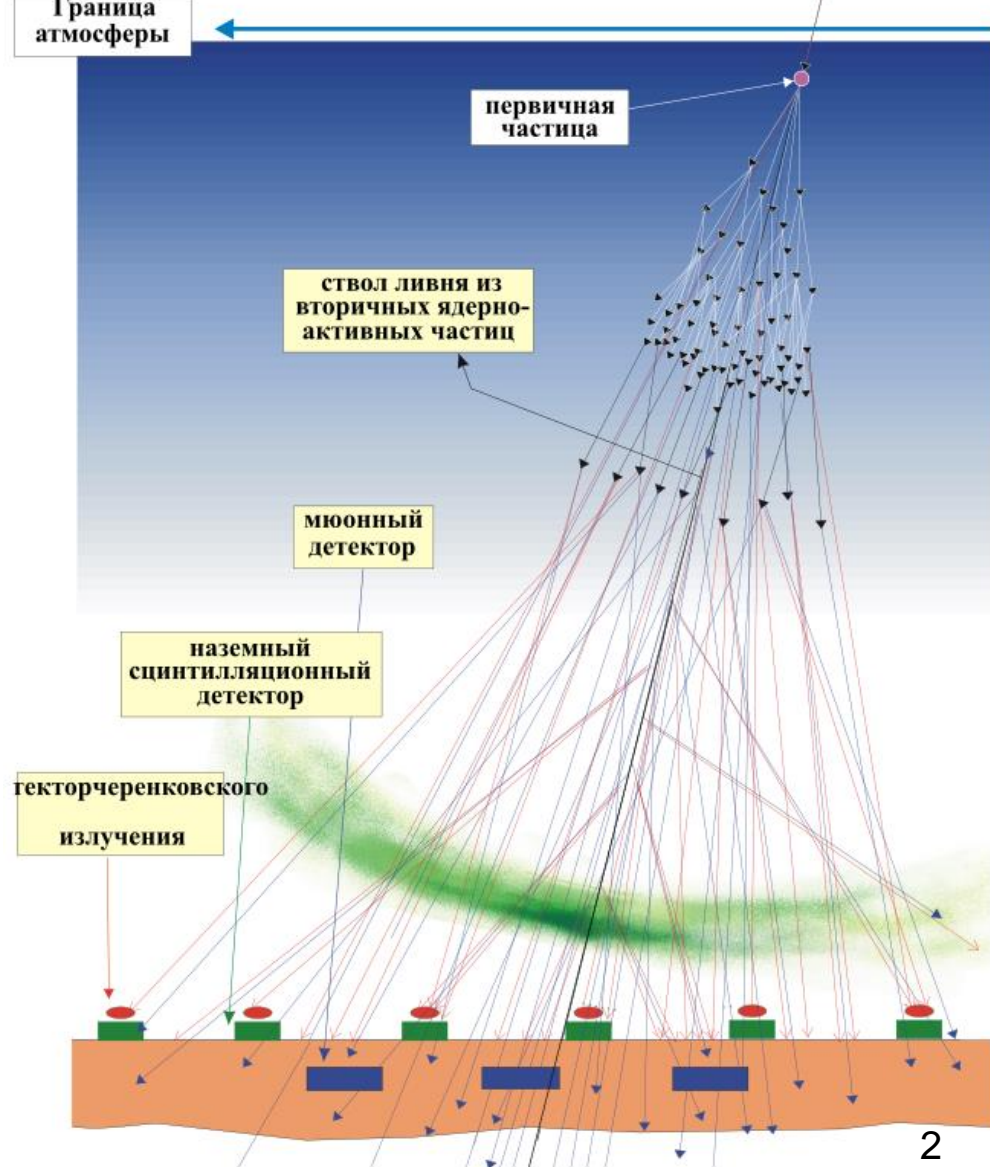 Граница
атмосферы
первичная
частица
ствол ливня из
вторичных ядерно-
активных частиц
мюонный
детектор
наземный
сцинтилляционный
детектор
текторчеренковского
излучения
2